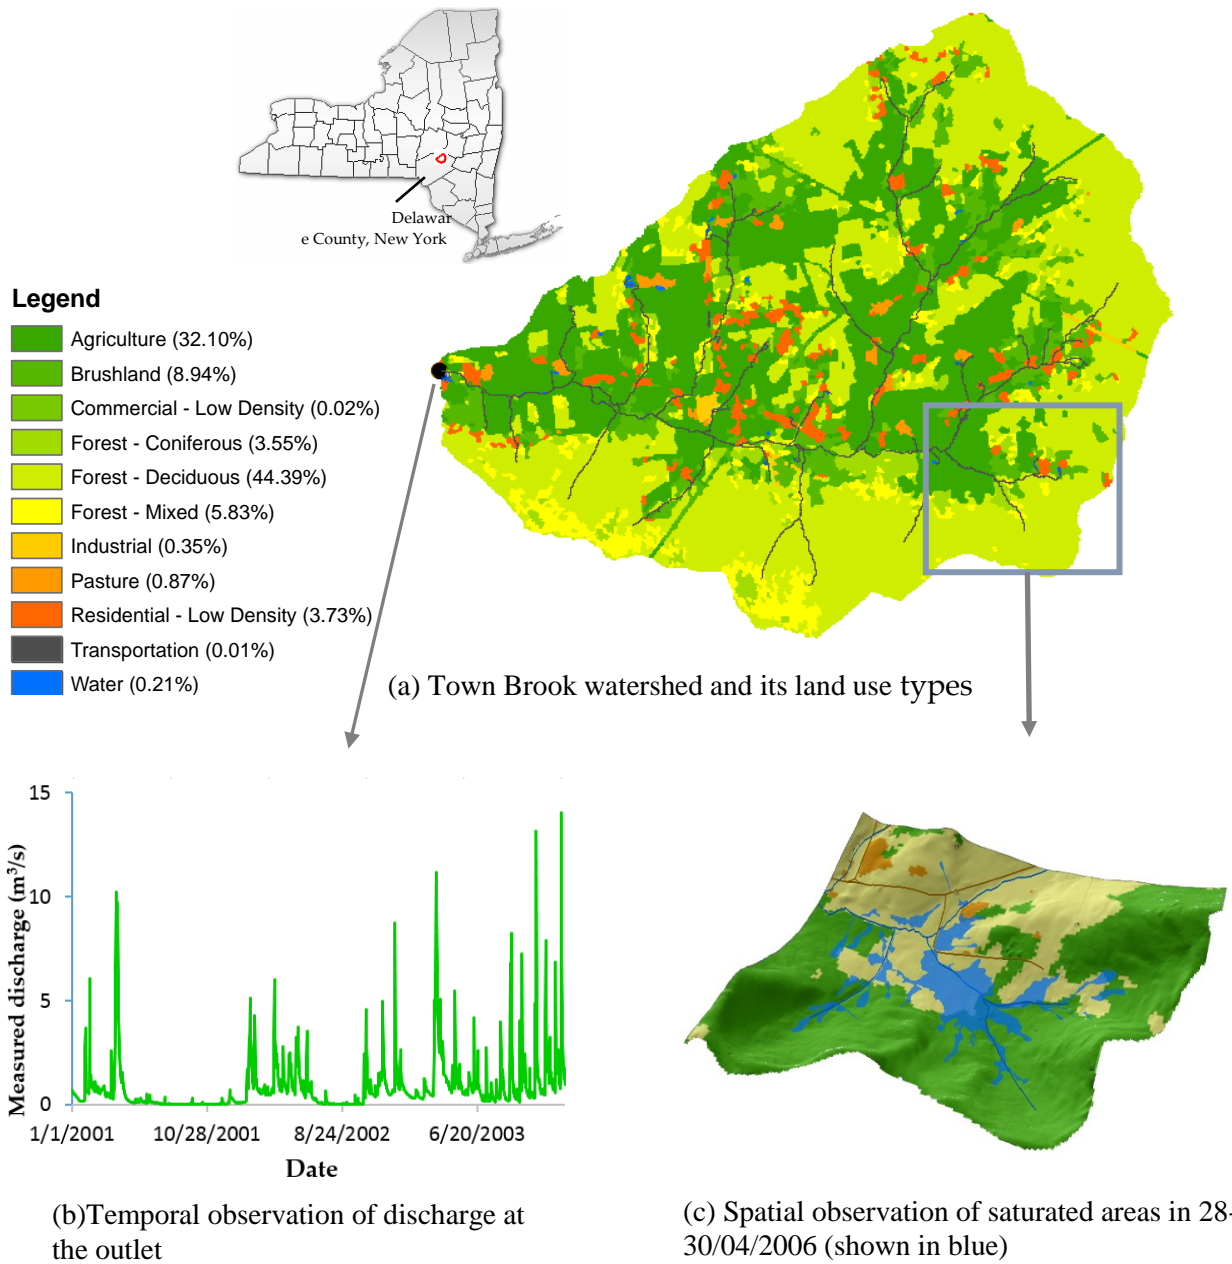 Delawar
e County, New York
Legend
Agriculture (32.10%)
Brushland (8.94%)
Commercial - Low Density (0.02%)
Forest - Coniferous (3.55%)
Forest - Deciduous (44.39%)
Forest - Mixed (5.83%)
Industrial (0.35%)
Pasture (0.87%)
Residential - Low Density (3.73%)
Transportation (0.01%)
Water (0.21%)
(a) Town Brook watershed and its land use types
Measured discharge (m³/s)
15
10
5
0
1/1/2001
10/28/2001
8/24/2002
6/20/2003
Date
(b)Temporal observation of discharge at
the outlet
(c) Spatial observation of saturated areas in 28-
30/04/2006 (shown in blue)